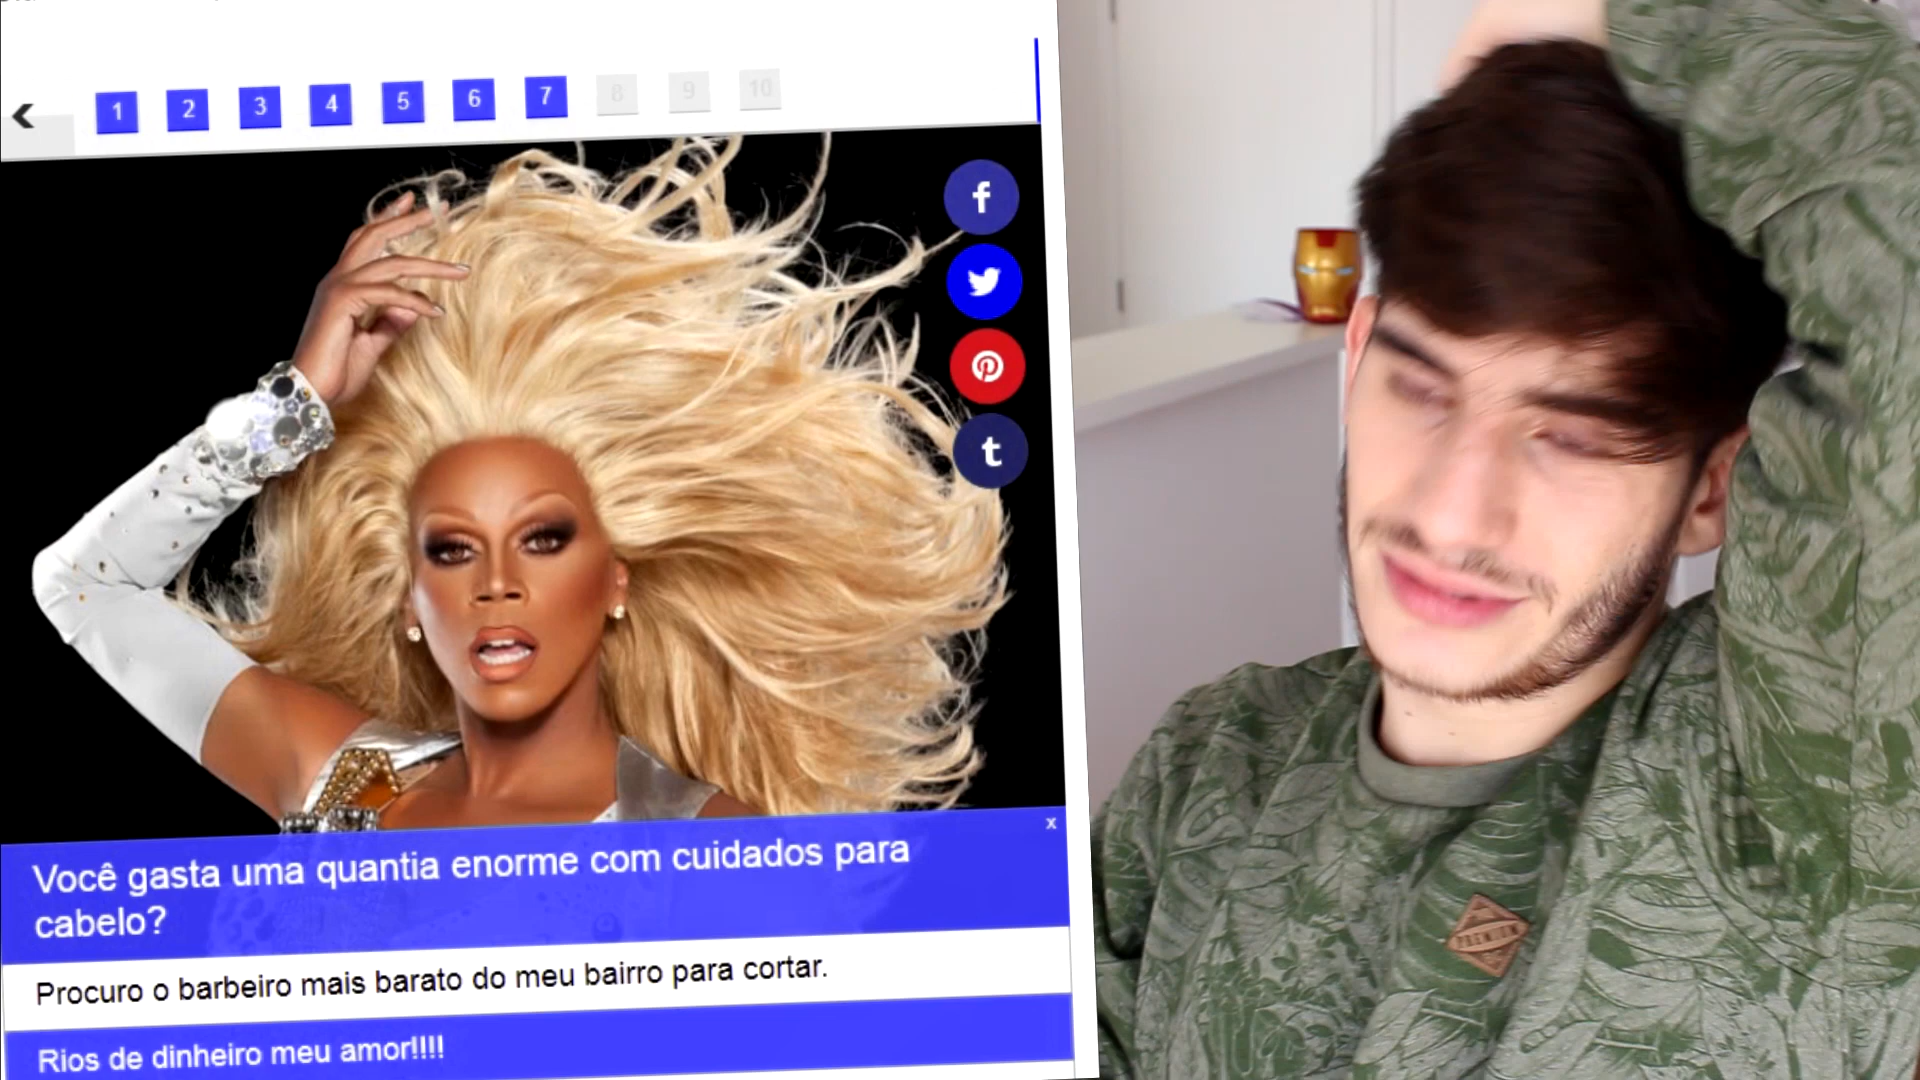 1 2 3 4 5 6 7 8 9 10
f
t
x
Você gasta uma quantia enorme com cuidados para
cabelo?
Procuro o barbeiro mais barato do meu bairro para cortar.
Rios de dinheiro meu amor!!!!
PREMIUM